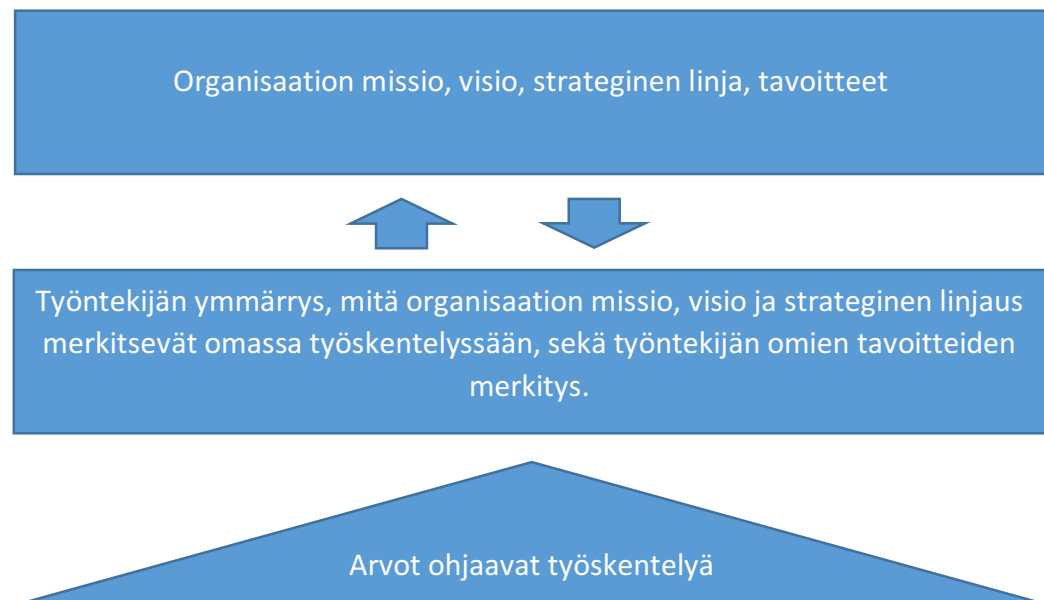 Organisaation missio, visio, strateginen linja, tavoitteet
Työntekijän ymmärrys, mitä organisaation missio, visio ja strateginen linjaus
merkitsevät omassa työskentelyssään, sekä työntekijän omien tavoitteiden
merkitys.
Arvot ohjaavat työskentelyä